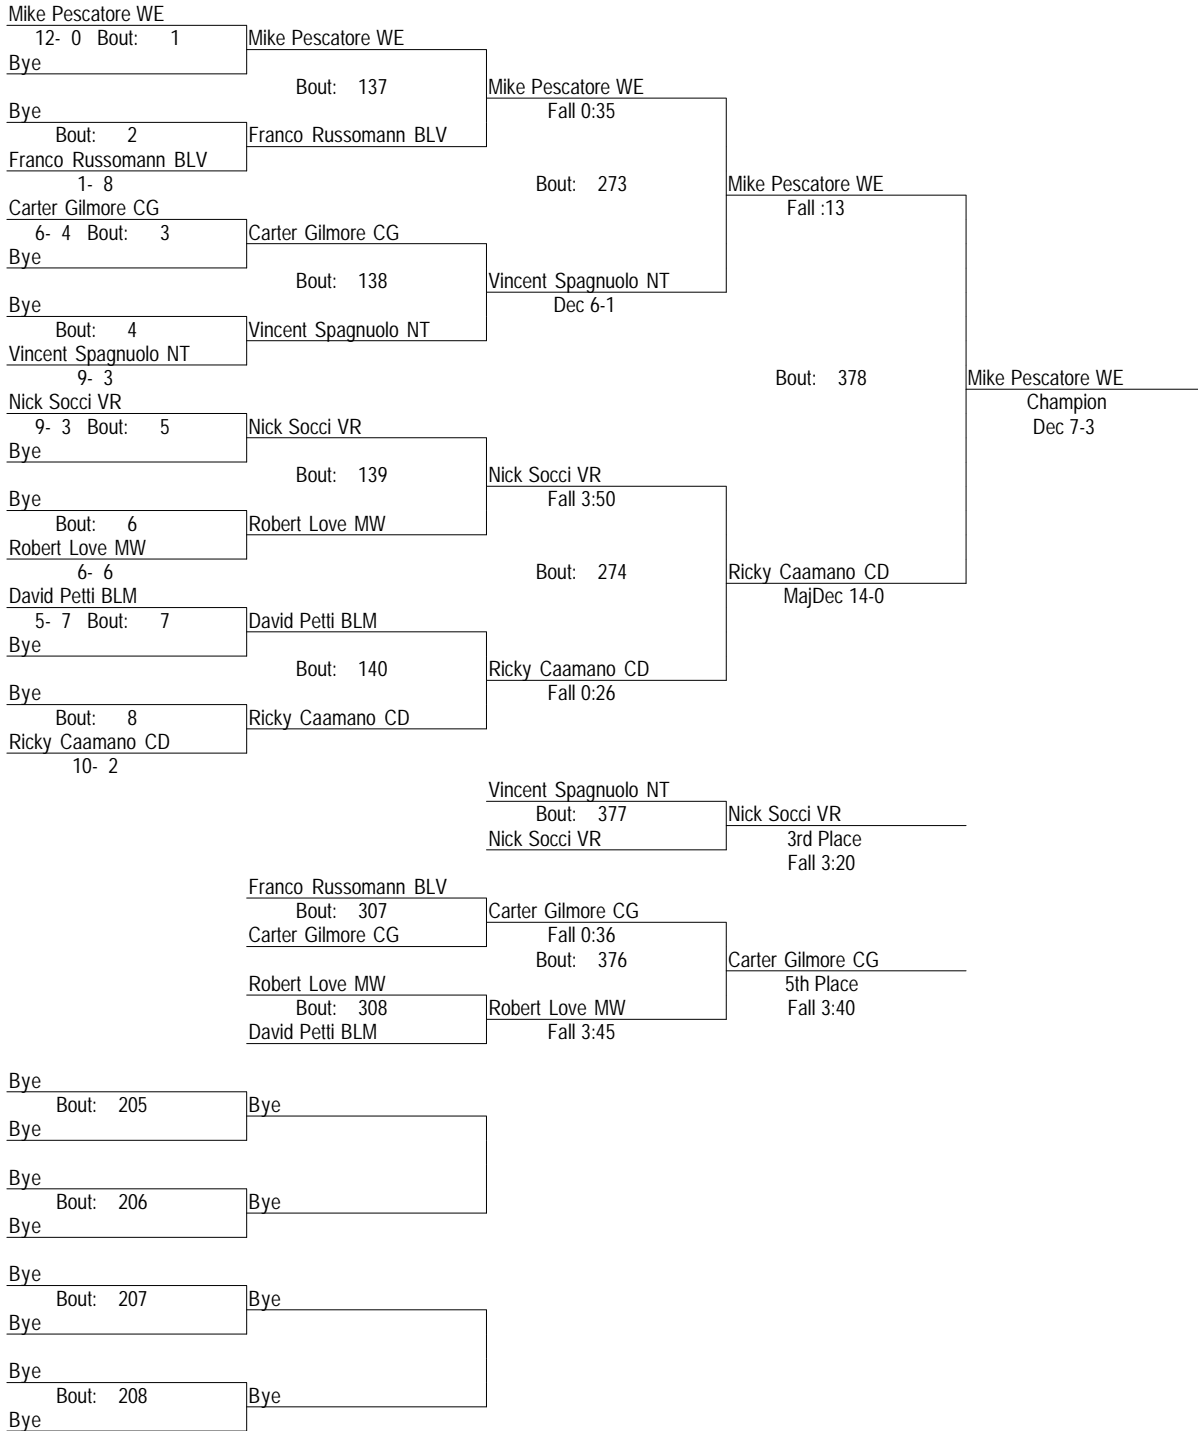 Mike Pescatore WE
12- 0 Bout: 1 Mike Pescatore WE
Bye
Bout: 137 Mike Pescatore WE
Bye Fall 0:35
Bout: 2 Franco Russomann BLV
Franco Russomann BLV
1- 8 Bout: 273 Mike Pescatore WE
Carter Gilmore CG Fall :13
6- 4 Bout: 3 Carter Gilmore CG
Bye
Bout: 138 Vincent Spagnuolo NT
Bye Dec 6-1
Bout: 4 Vincent Spagnuolo NT
Vincent Spagnuolo NT
9- 3 Bout: 378 Mike Pescatore WE
Nick Socci VR Champion
9- 3 Bout: 5 Nick Socci VR Dec 7-3
Bye
Bout: 139 Nick Socci VR
Bye Fall 3:50
Bout: 6 Robert Love MW
Robert Love MW
6- 6 Bout: 274 Ricky Caamano CD
David Petti BLM MajDec 14-0
5- 7 Bout: 7 David Petti BLM
Bye
Bout: 140 Ricky Caamano CD
Bye Fall 0:26
Bout: 8 Ricky Caamano CD
Ricky Caamano CD
10- 2
Vincent Spagnuolo NT
Bout: 377 Nick Socci VR
Nick Socci VR 3rd Place
Fall 3:20
Franco Russomann BLV
Bout: 307 Carter Gilmore CG
Carter Gilmore CG Fall 0:36
Bout: 376 Carter Gilmore CG
Robert Love MW 5th Place
Bout: 308 Robert Love MW Fall 3:40
David Petti BLM Fall 3:45
Bye
Bout: 205 Bye
Bye
Bye
Bout: 206 Bye
Bye
Bye
Bout: 207 Bye
Bye
Bye
Bout: 208 Bye
Bye